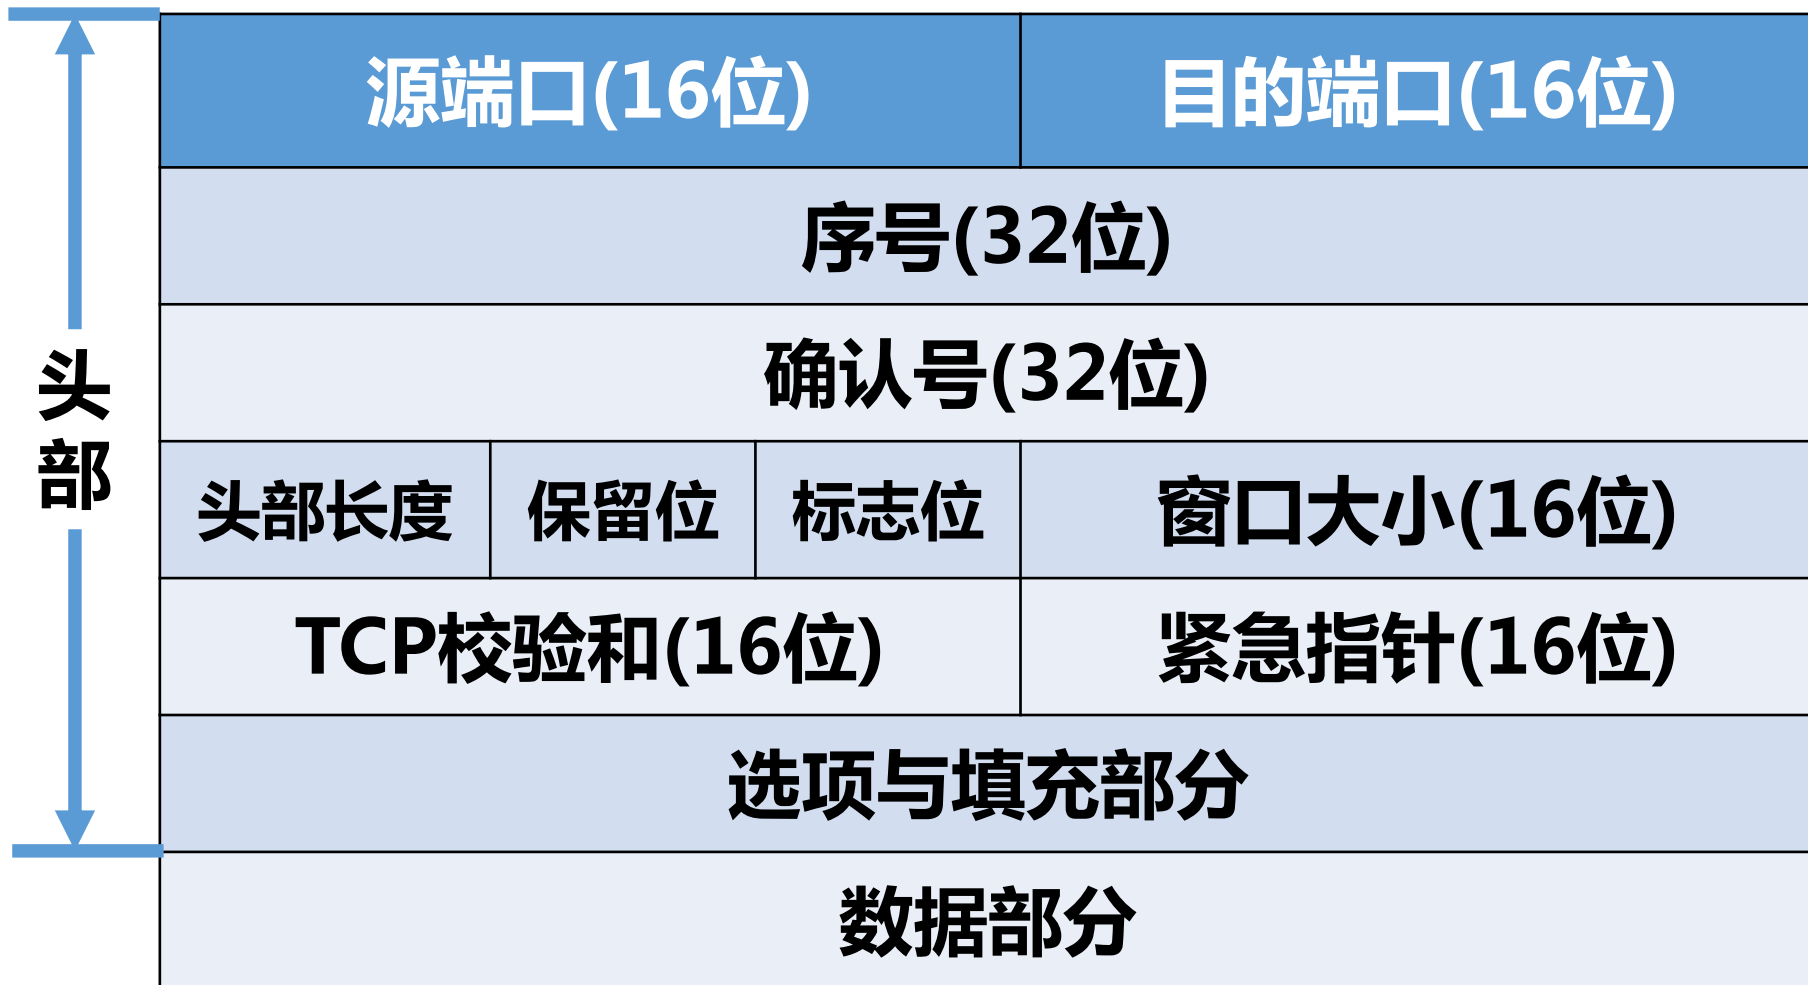 源端口(16位)
目的端口(16位)
序号(32位)
确认号(32位)
头部
头部长度
保留位
标志位
窗口大小(16位)
TCP校验和(16位)
紧急指针(16位)
选项与填充部分
数据部分